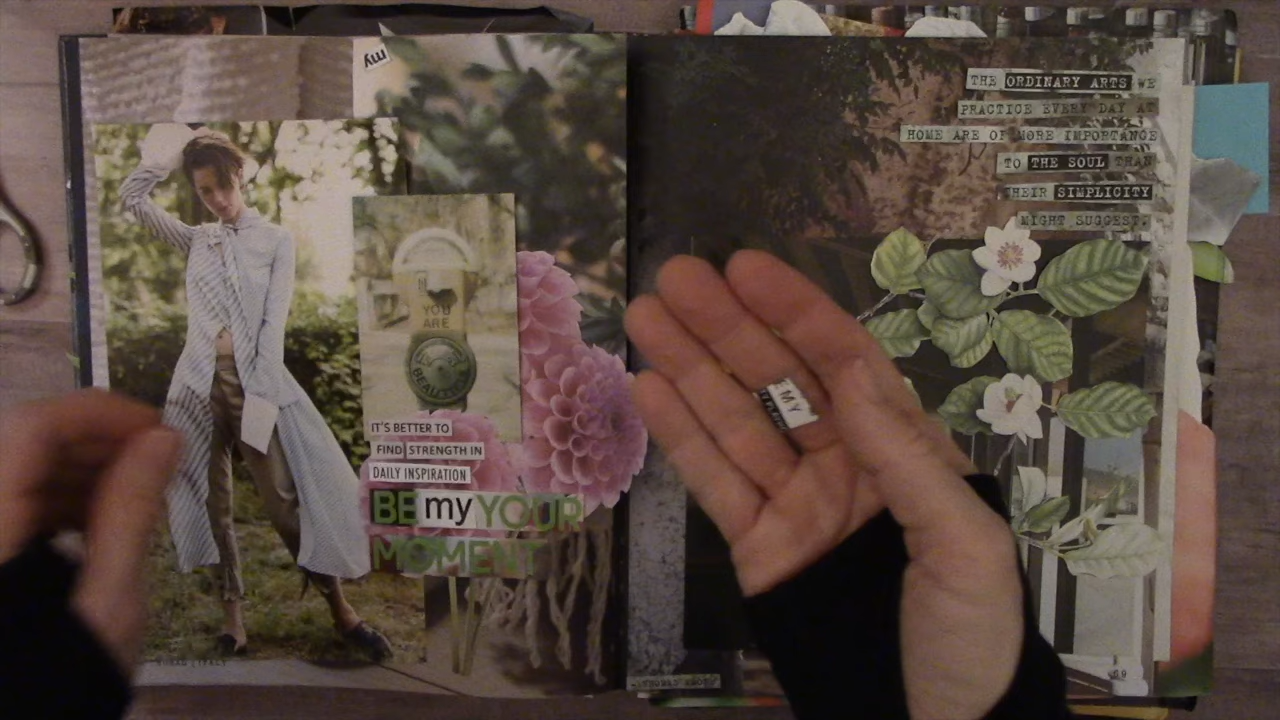 my
YOU
ARE
IT'S BETTER TO
FIND STRENGTH IN
DAILY INSPIRATION
BE my YOUR
MOMENT
MY
THE ORDINARY ARTS WE
PRACTICE EVERY DAY AT
HOME ARE OF MORE IMPORTANCE
TO THE SOUL THAN
THEIR SIMPLICITY
MIGHT SUGGEST.